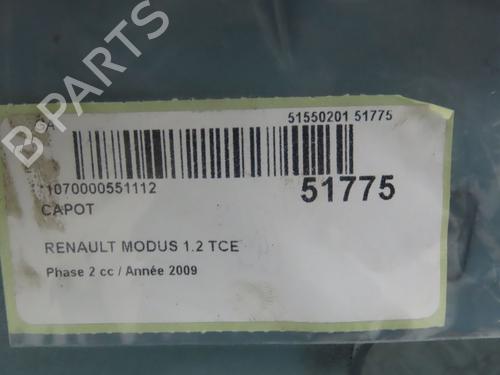 51550201 51775
1070000551112
51775
CAPOT
RENAULT MODUS 1.2 TCE
Phase 2 cc / Année 2009
B-PARTS